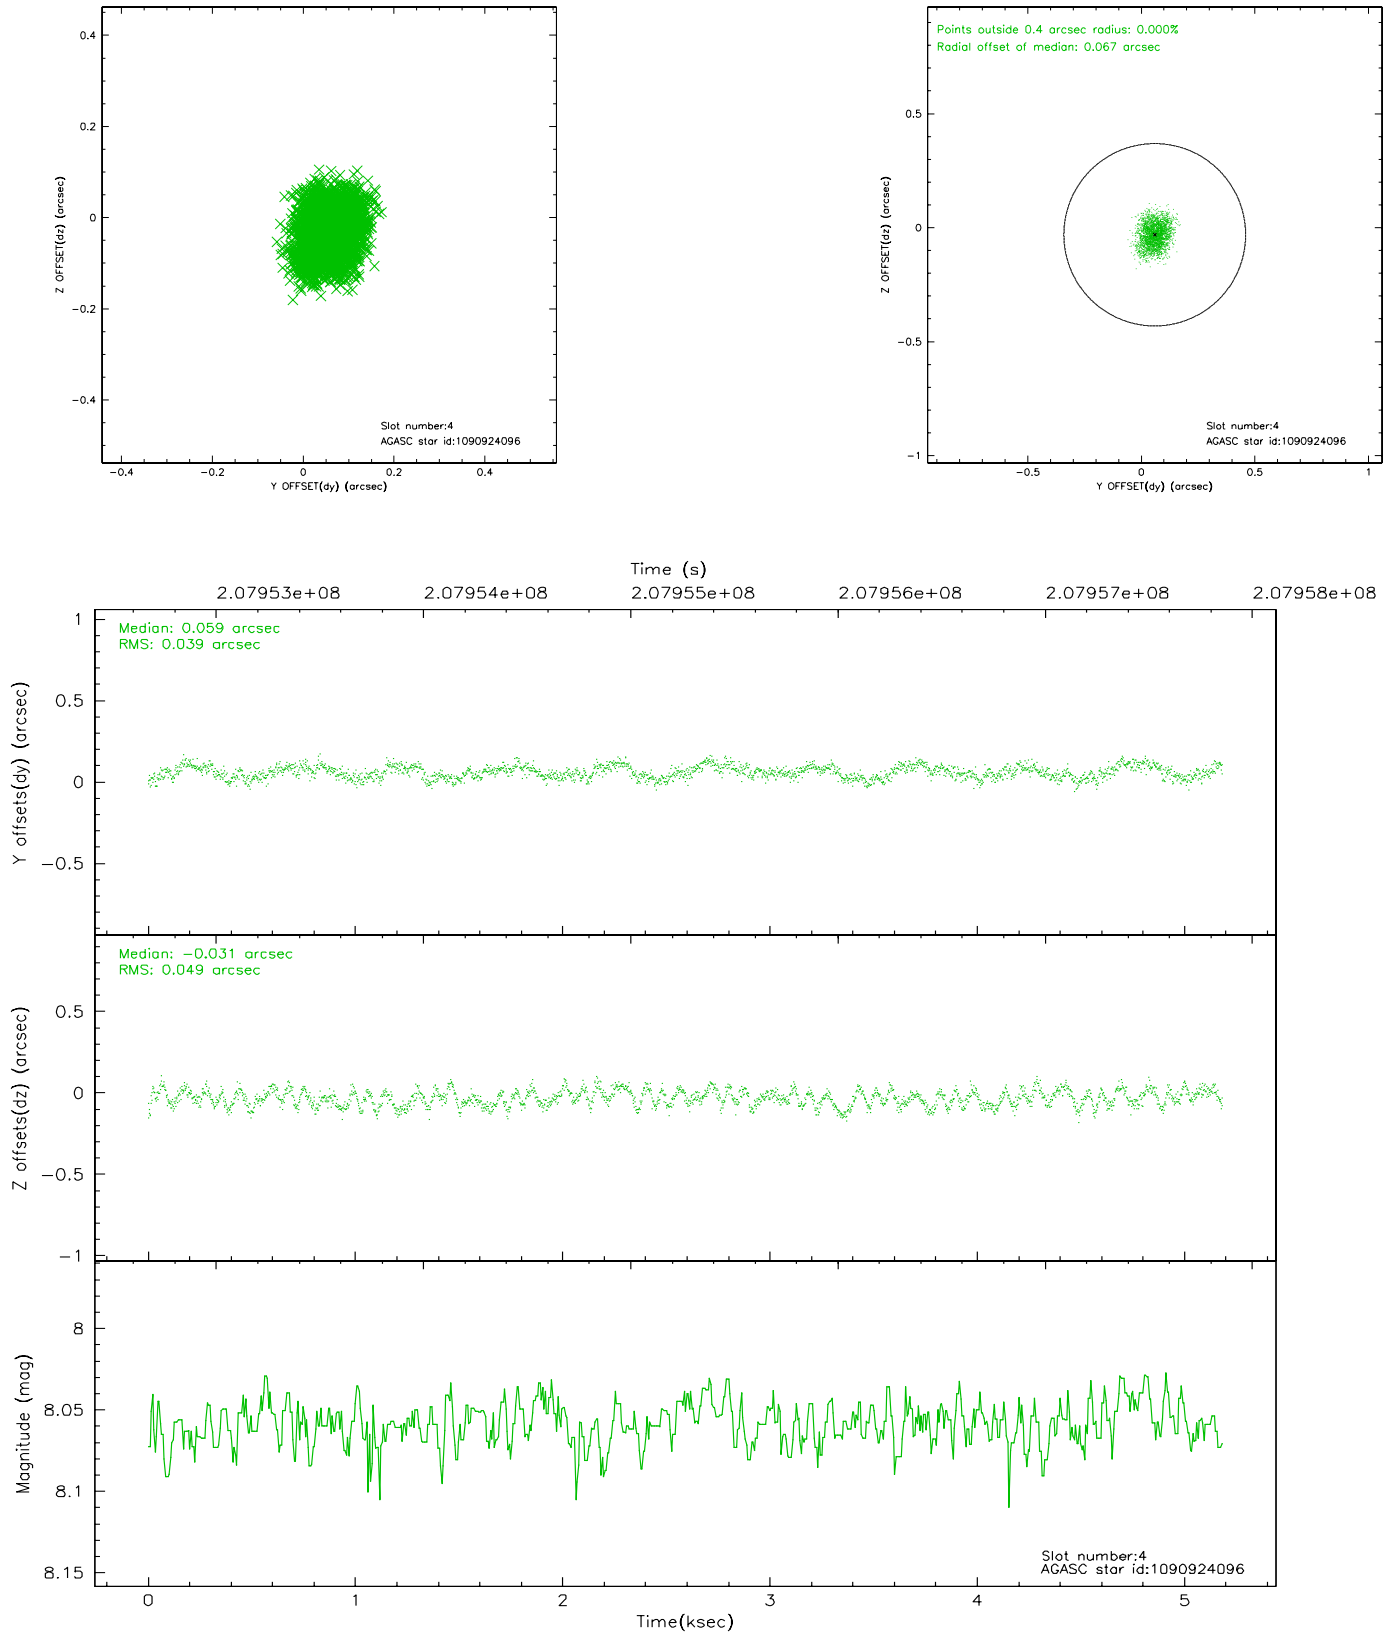 0.4
0.2
0
−0.2
−0.4
Z OFFSET(dz) (arcsec)
Slot number:4
AGASC star id:1090924096
−0.4 −0.2 0 0.2 0.4
Y OFFSET(dy) (arcsec)
Points outside 0.4 arcsec radius: 0.000%
Radial offset of median: 0.067 arcsec
0.5
0
−0.5
−1
Z OFFSET(dz) (arcsec)
Slot number:4
AGASC star id:1090924096
−0.5 0 0.5 1
Y OFFSET(dy) (arcsec)
Time (s)
2.07953e+08 2.07954e+08 2.07955e+08 2.07956e+08 2.07957e+08 2.07958e+08
Median: 0.059 arcsec
RMS: 0.039 arcsec
1
0.5
0
−0.5
Y offsets(dy) (arcsec)
Median: −0.031 arcsec
RMS: 0.049 arcsec
0.5
0
−0.5
−1
Z offsets(dz) (arcsec)
8
8.05
8.1
8.15
Magnitude (mag)
Slot number:4
AGASC star id:1090924096
0 1 2 3 4 5
Time(ksec)